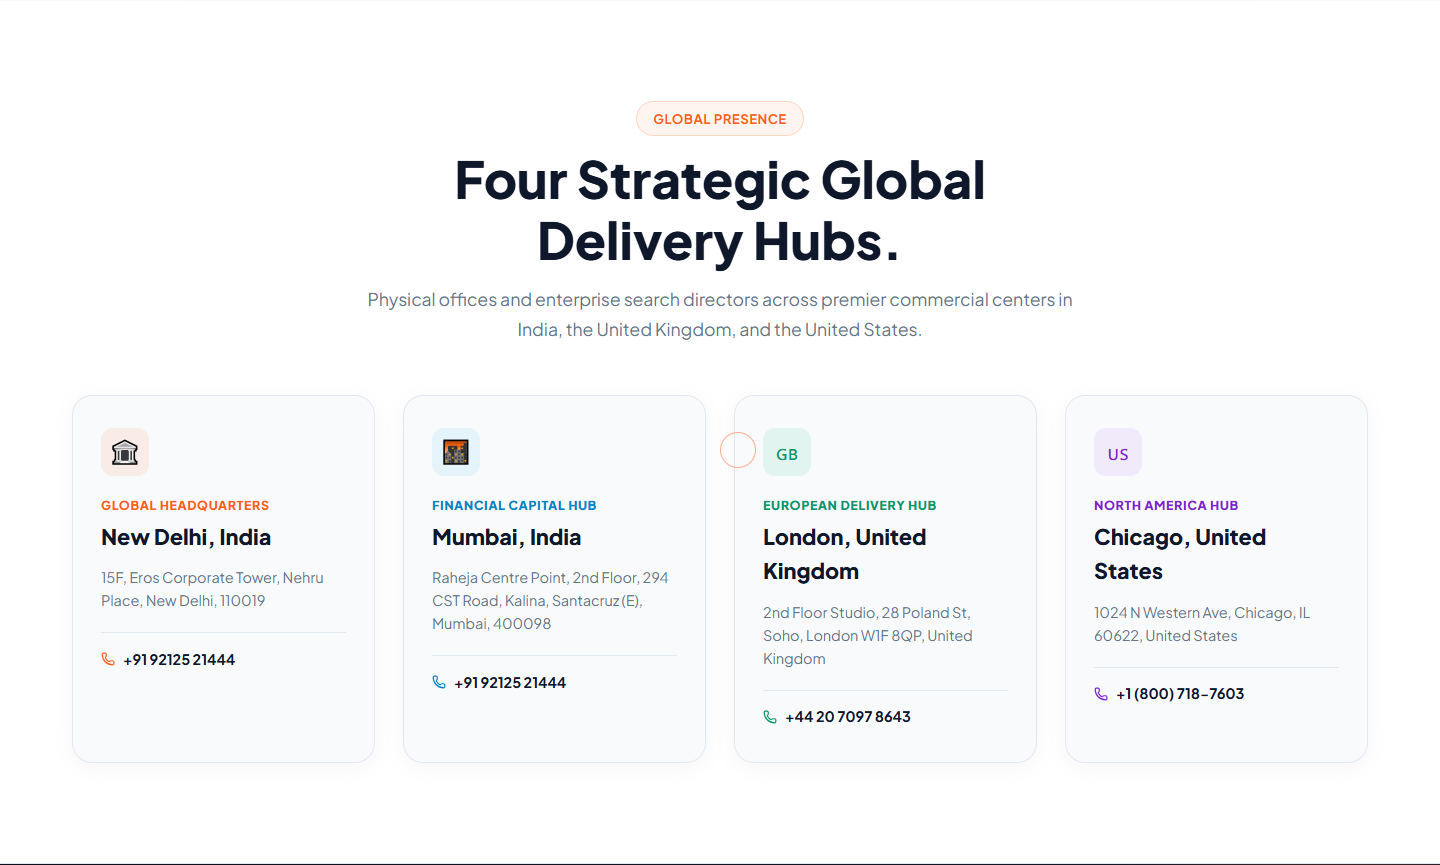 GLOBAL PRESENCE
Four Strategic Global
Delivery Hubs.
Physical offices and enterprise search directors across premier commercial centers in
India, the United Kingdom, and the United States.
GLOBAL HEADQUARTERS
New Delhi, India
15F, Eros Corporate Tower, Nehru
Place, New Delhi, 110019
+91 92125 21444
FINANCIAL CAPITAL HUB
Mumbai, India
Raheja Centre Point, 2nd Floor, 294
CST Road, Kalina, Santacruz (E),
Mumbai, 400098
+91 92125 21444
GB
EUROPEAN DELIVERY HUB
London, United
Kingdom
2nd Floor Studio, 28 Poland St,
Soho, London W1F 8QP, United
Kingdom
+44 20 7097 8643
US
NORTH AMERICA HUB
Chicago, United
States
1024 N Western Ave, Chicago, IL
60622, United States
+1 (800) 718-7603